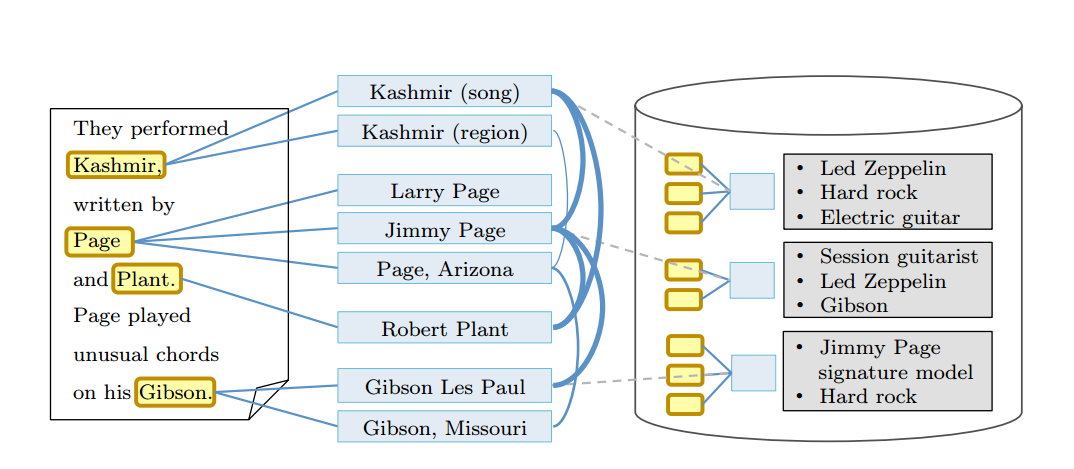 They performed
Kashmir,
written by
Page
and Plant.
Page played
unusual chords
on his Gibson.
Kashmir (song)
Kashmir (region)
Larry Page
Jimmy Page
Page, Arizona
Robert Plant
Gibson Les Paul
Gibson, Missouri
• Led Zeppelin
• Hard rock
• Electric guitar
• Session guitarist
• Led Zeppelin
• Gibson
• Jimmy Page
signature model
• Hard rock